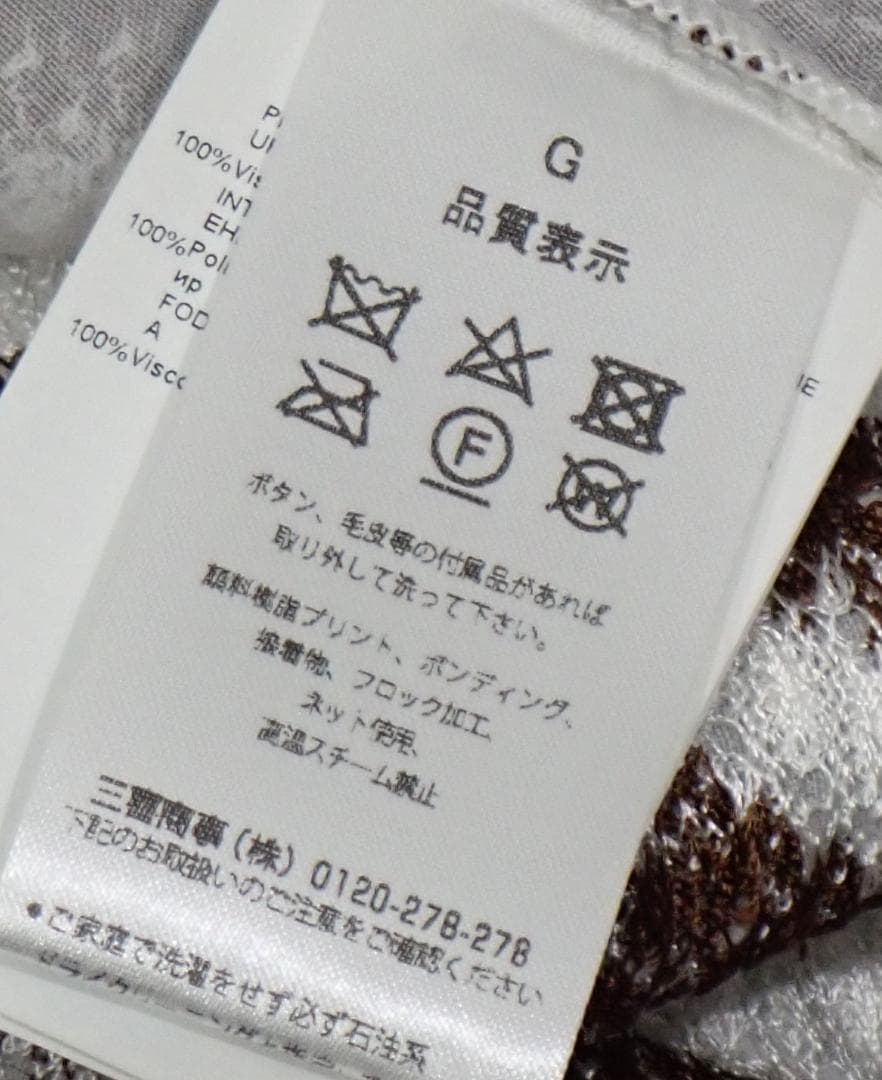 G
品質表示
F
W
ボタン、毛皮等の付属品があれば
取り外して洗って下さい。
顔料樹脂プリント、ボンディング、
接着物、フロック加工、
ネット使用、
高温スチーム禁止
三喜商事（株）0120-278-278
下記のお取扱いのご注意をご確認ください
●ご家庭で洗濯をせず必ず石油系
100%Vis
INT
EH
100%Poli
ир
FOD
A
100%Visc
IE